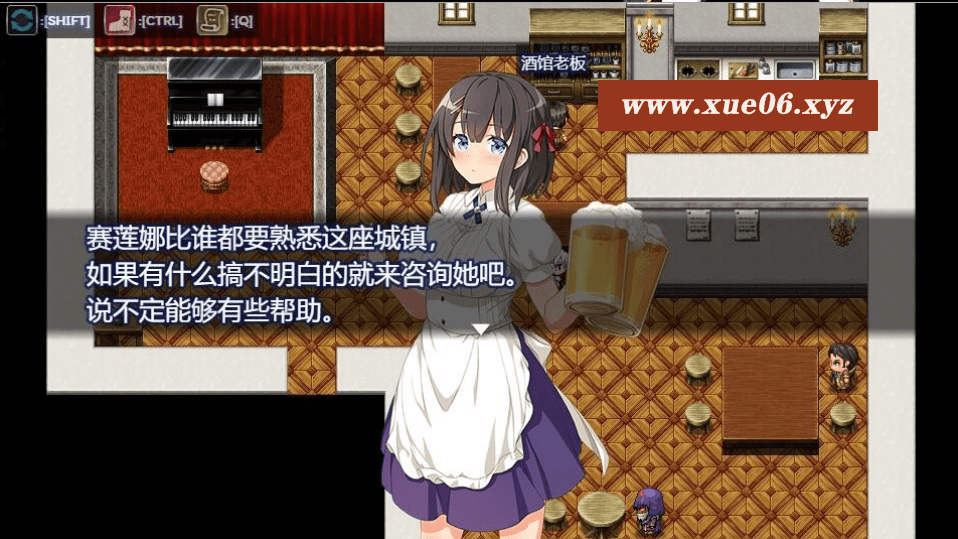 :[SHIFT] :[CTRL] :[Q]
酒馆老板
www.xue06.xyz
赛莲娜比谁都要熟悉这座城镇，
如果有什么搞不明白的就来咨询她吧。
说不定能够有些帮助。